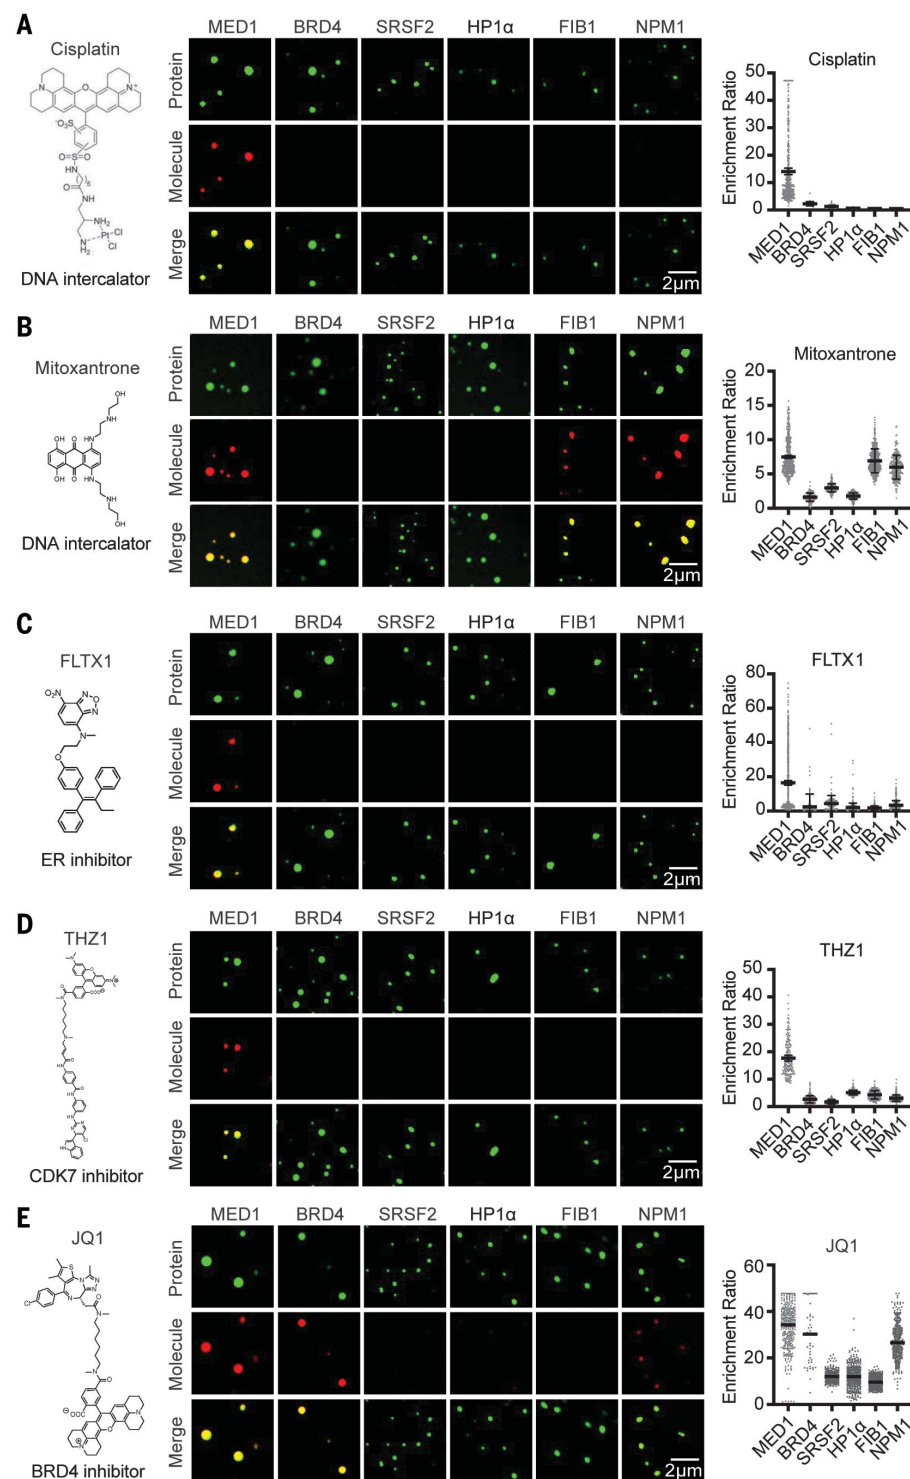 A
MED1 BRD4 SRSF2 HP1α FIB1 NPM1
Cisplatin
DNA intercalator
Protein
Molecule
Merge
2μm
Cisplatin
Enrichment Ratio
50
40
30
20
10
0
MED1 BRD4 SRSF2 HP1α FIB1 NPM1
B
MED1 BRD4 SRSF2 HP1α FIB1 NPM1
Mitoxantrone
DNA intercalator
Protein
Molecule
Merge
2μm
Mitoxantrone
Enrichment Ratio
20
15
10
5
0
MED1 BRD4 SRSF2 HP1α FIB1 NPM1
C
MED1 BRD4 SRSF2 HP1α FIB1 NPM1
FLTX1
ER inhibitor
Protein
Molecule
Merge
2μm
FLTX1
Enrichment Ratio
80
60
40
20
0
MED1 BRD4 SRSF2 HP1α FIB1 NPM1
D
MED1 BRD4 SRSF2 HP1α FIB1 NPM1
THZ1
CDK7 inhibitor
Protein
Molecule
Merge
2μm
THZ1
Enrichment Ratio
50
40
30
20
10
0
MED1 BRD4 SRSF2 HP1α FIB1 NPM1
E
MED1 BRD4 SRSF2 HP1α FIB1 NPM1
JQ1
BRD4 inhibitor
Protein
Molecule
Merge
2μm
JQ1
Enrichment Ratio
60
40
20
0
MED1 BRD4 SRSF2 HP1α FIB1 NPM1